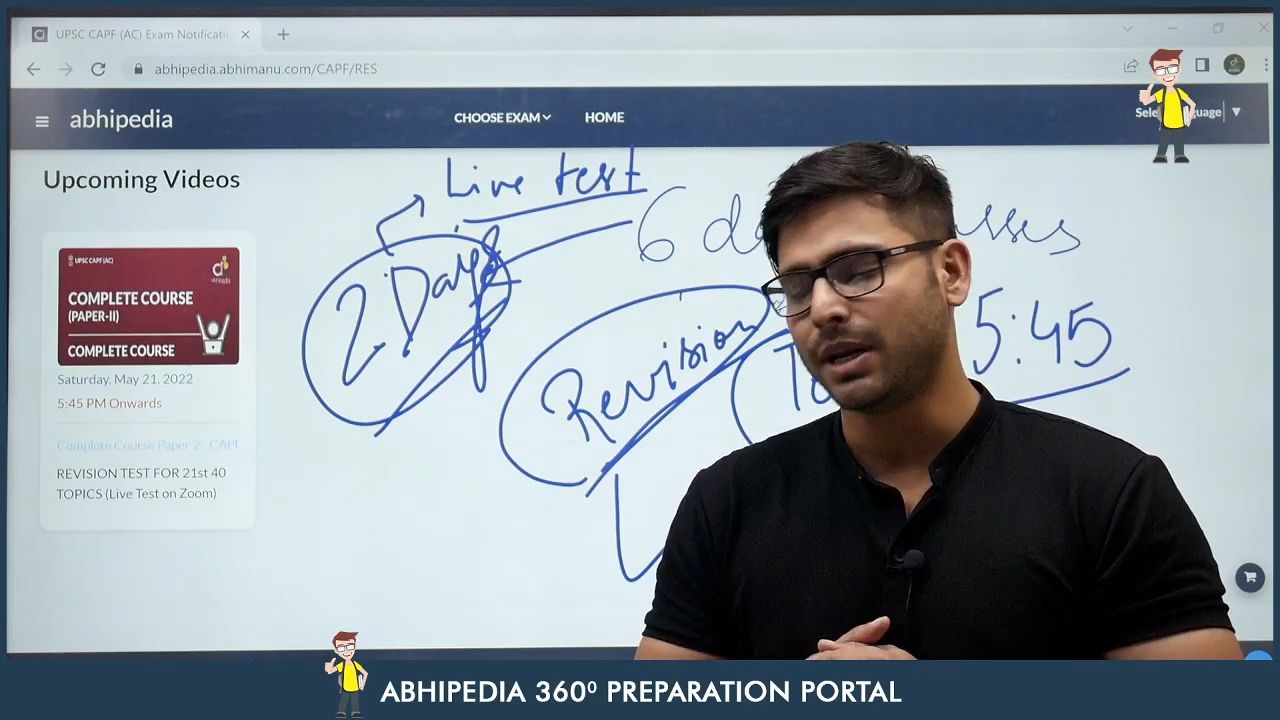 UPSC CAPF (AC) Exam Notificati
abhipedia.abhimanu.com/CAPF/RES
abhipedia
CHOOSE EXAM
HOME
Upcoming Videos
UPSC CAPF (AC)
abhipedia
COMPLETE COURSE
(PAPER-II)
COMPLETE COURSE
Saturday, May 21, 2022
5:45 PM Onwards
Complete Course Paper 2 : CAPF
REVISION TEST FOR 21st 40
TOPICS (Live Test on Zoom)
Live test
2 Days
6
Revision
5:45
ABHIPEDIA 360⁰ PREPARATION PORTAL